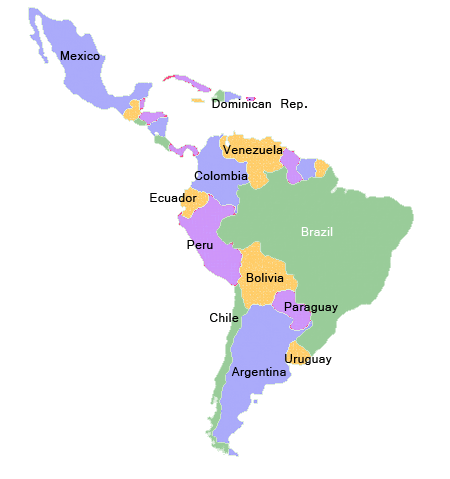 Mexico
Dominican Rep.
Venezuela
Colombia
Ecuador
Brazil
Peru
Bolivia
Paraguay
Chile
Uruguay
Argentina